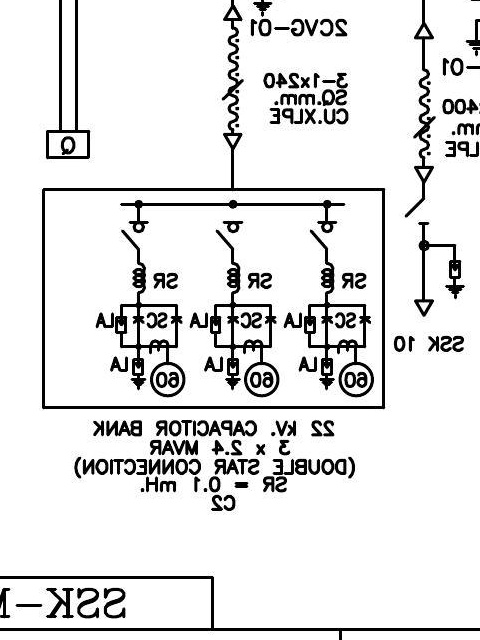 2CVG-01
3-1x240
SQ.mm.
CU.XLPE
-01
400
mm.
XLPE
Q
SR
SR
SR
LA
SC
LA
SC
LA
SC
LA
60
LA
60
LA
60
SSK 10
22 kV. CAPACITOR BANK
3 x 2.4 MVAR
(DOUBLE STAR CONNECTION)
SR = 0.1 mH.
C2
SSK-M